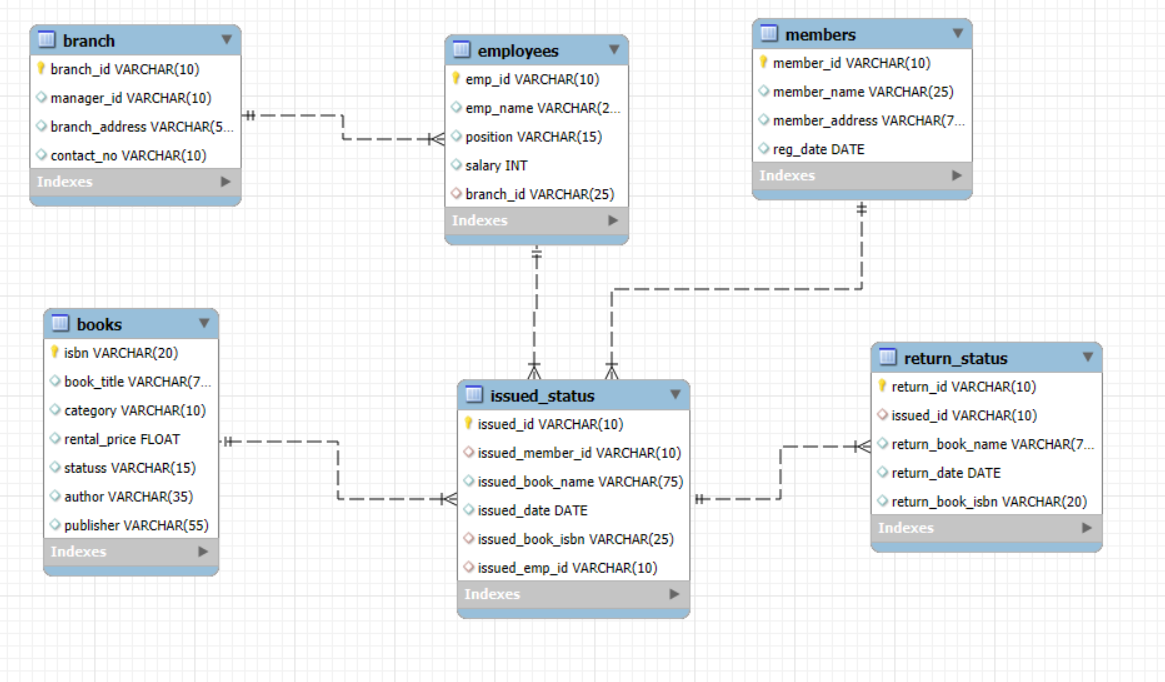 branch
branch_id VARCHAR(10)
manager_id VARCHAR(10)
branch_address VARCHAR(5...
contact_no VARCHAR(10)
Indexes
employees
emp_id VARCHAR(10)
emp_name VARCHAR(2...
position VARCHAR(15)
salary INT
branch_id VARCHAR(25)
Indexes
members
member_id VARCHAR(10)
member_name VARCHAR(25)
member_address VARCHAR(7...
reg_date DATE
Indexes
books
isbn VARCHAR(20)
book_title VARCHAR(7...
category VARCHAR(10)
rental_price FLOAT
statuss VARCHAR(15)
author VARCHAR(35)
publisher VARCHAR(55)
Indexes
issued_status
issued_id VARCHAR(10)
issued_member_id VARCHAR(10)
issued_book_name VARCHAR(75)
issued_date DATE
issued_book_isbn VARCHAR(25)
issued_emp_id VARCHAR(10)
Indexes
return_status
return_id VARCHAR(10)
issued_id VARCHAR(10)
return_book_name VARCHAR(7...
return_date DATE
return_book_isbn VARCHAR(20)
Indexes